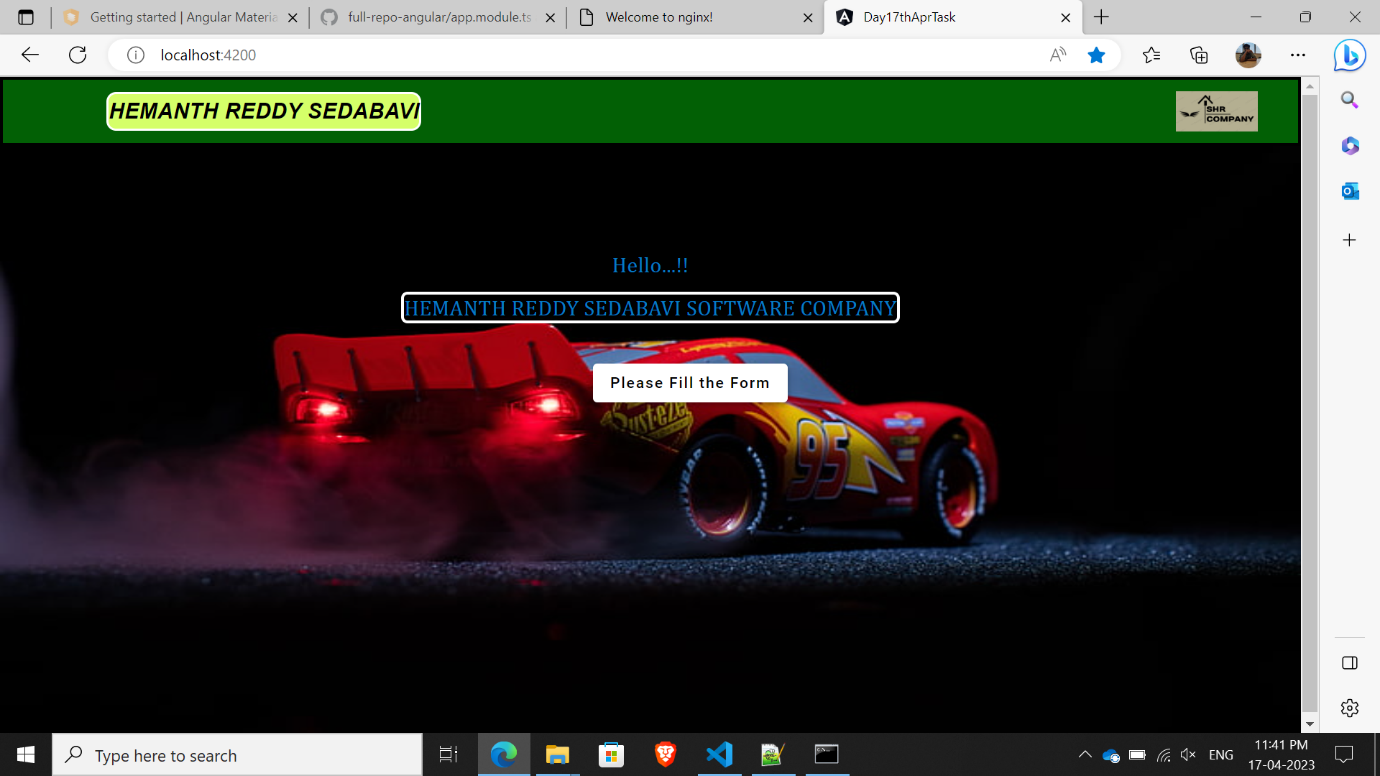 Getting started | Angular Materia
full-repo-angular/app.module.ts
Welcome to nginx!
Day17thAprTask
localhost:4200
HEMANTH REDDY SEDABAVI
SHR
COMPANY
Hello...!!
HEMANTH REDDY SEDABAVI SOFTWARE COMPANY
Please Fill the Form
95
Type here to search
ENG
11:41 PM
17-04-2023